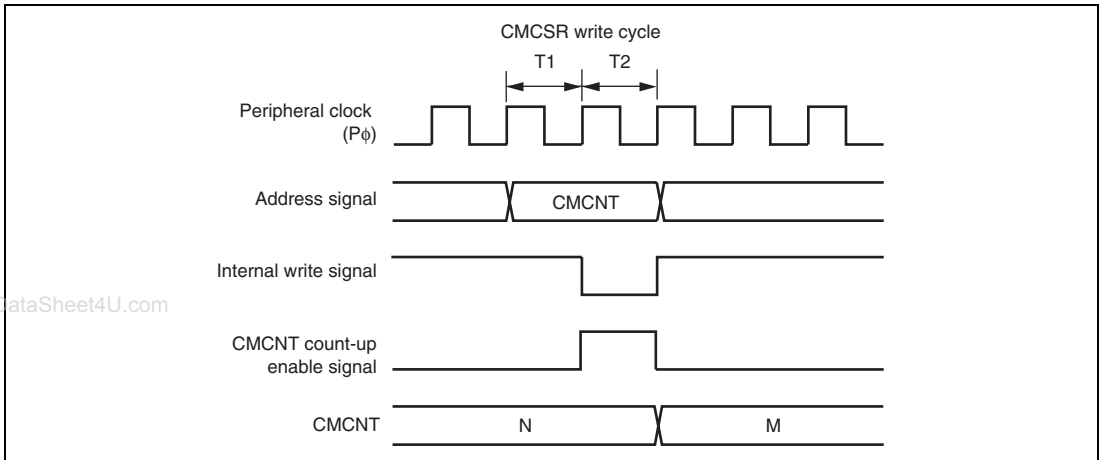 CMCSR write cycle
T1 T2
Peripheral clock
(Pϕ)
Address signal
CMCNT
Internal write signal
DataSheet4U.com
CMCNT count-up
enable signal
CMCNT
N
M